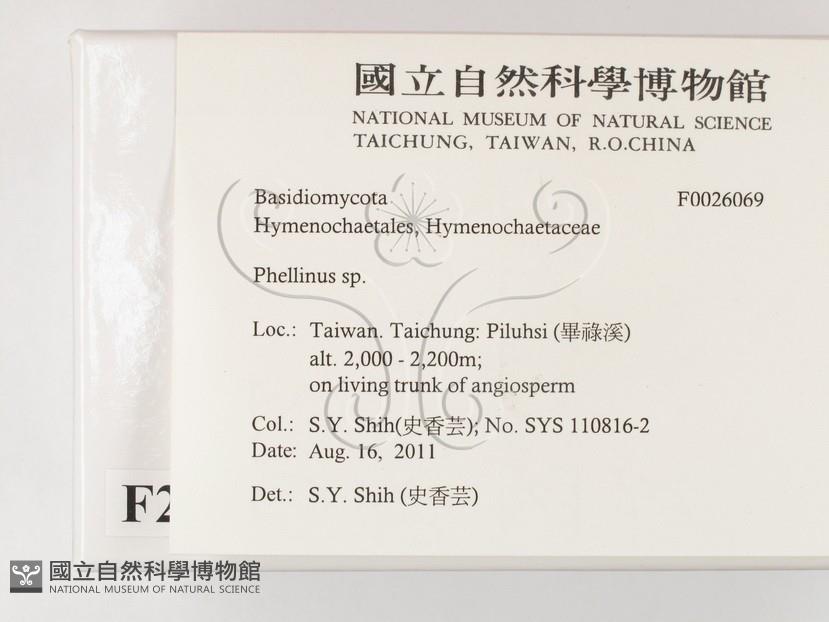 國立自然科學博物館
NATIONAL MUSEUM OF NATURAL SCIENCE
TAICHUNG, TAIWAN, R.O.CHINA
Basidiomycota F0026069
Hymenochaetales, Hymenochaetaceae
Phellinus sp.
Loc.: Taiwan. Taichung: Piluhsi (畢祿溪)
alt. 2,000 - 2,200m;
on living trunk of angiosperm
Col.: S.Y. Shih(史香芸); No. SYS 110816-2
Date: Aug. 16, 2011
Det.: S.Y. Shih (史香芸)
F2
國立自然科學博物館
NATIONAL MUSEUM OF NATURAL SCIENCE